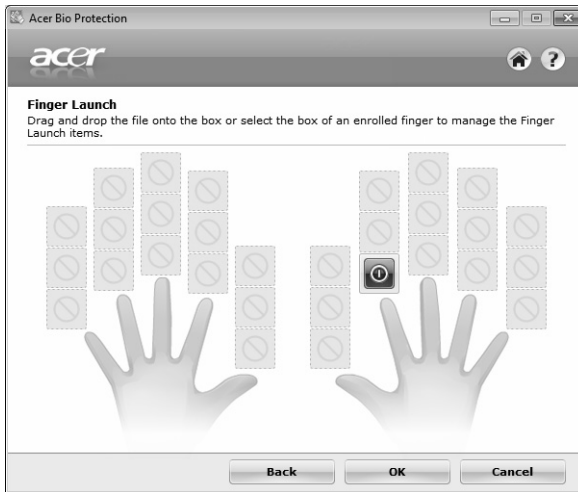 Acer Bio Protection
acer
Finger Launch
Drag and drop the file onto the box or select the box of an enrolled finger to manage the Finger
Launch items.
Back
OK
Cancel